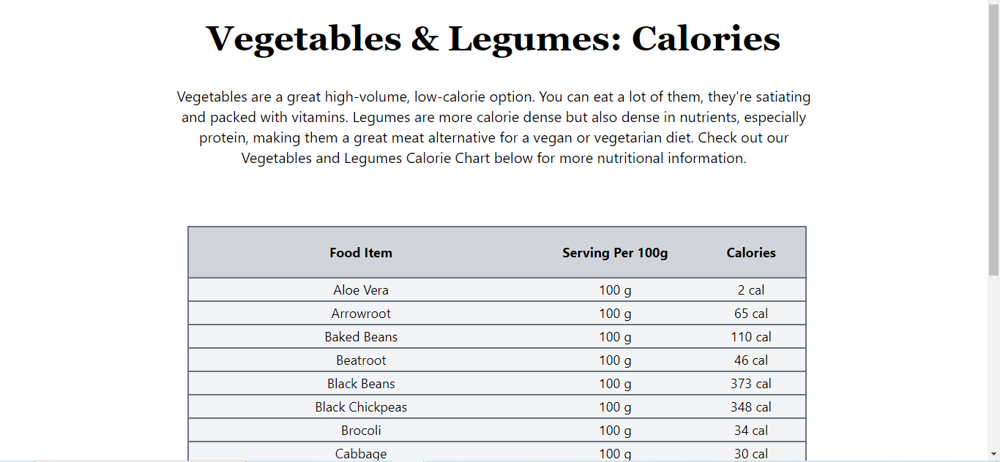 Vegetables & Legumes: Calories
Vegetables are a great high-volume, low-calorie option. You can eat a lot of them, they're satiating
and packed with vitamins. Legumes are more calorie dense but also dense in nutrients, especially
protein, making them a great meat alternative for a vegan or vegetarian diet. Check out our
Vegetables and Legumes Calorie Chart below for more nutritional information.
Food Item Serving Per 100g Calories
Aloe Vera 100 g 2 cal
Arrowroot 100 g 65 cal
Baked Beans 100 g 110 cal
Beatroot 100 g 46 cal
Black Beans 100 g 373 cal
Black Chickpeas 100 g 348 cal
Brocoli 100 g 34 cal
Cabbage 100 g 30 cal